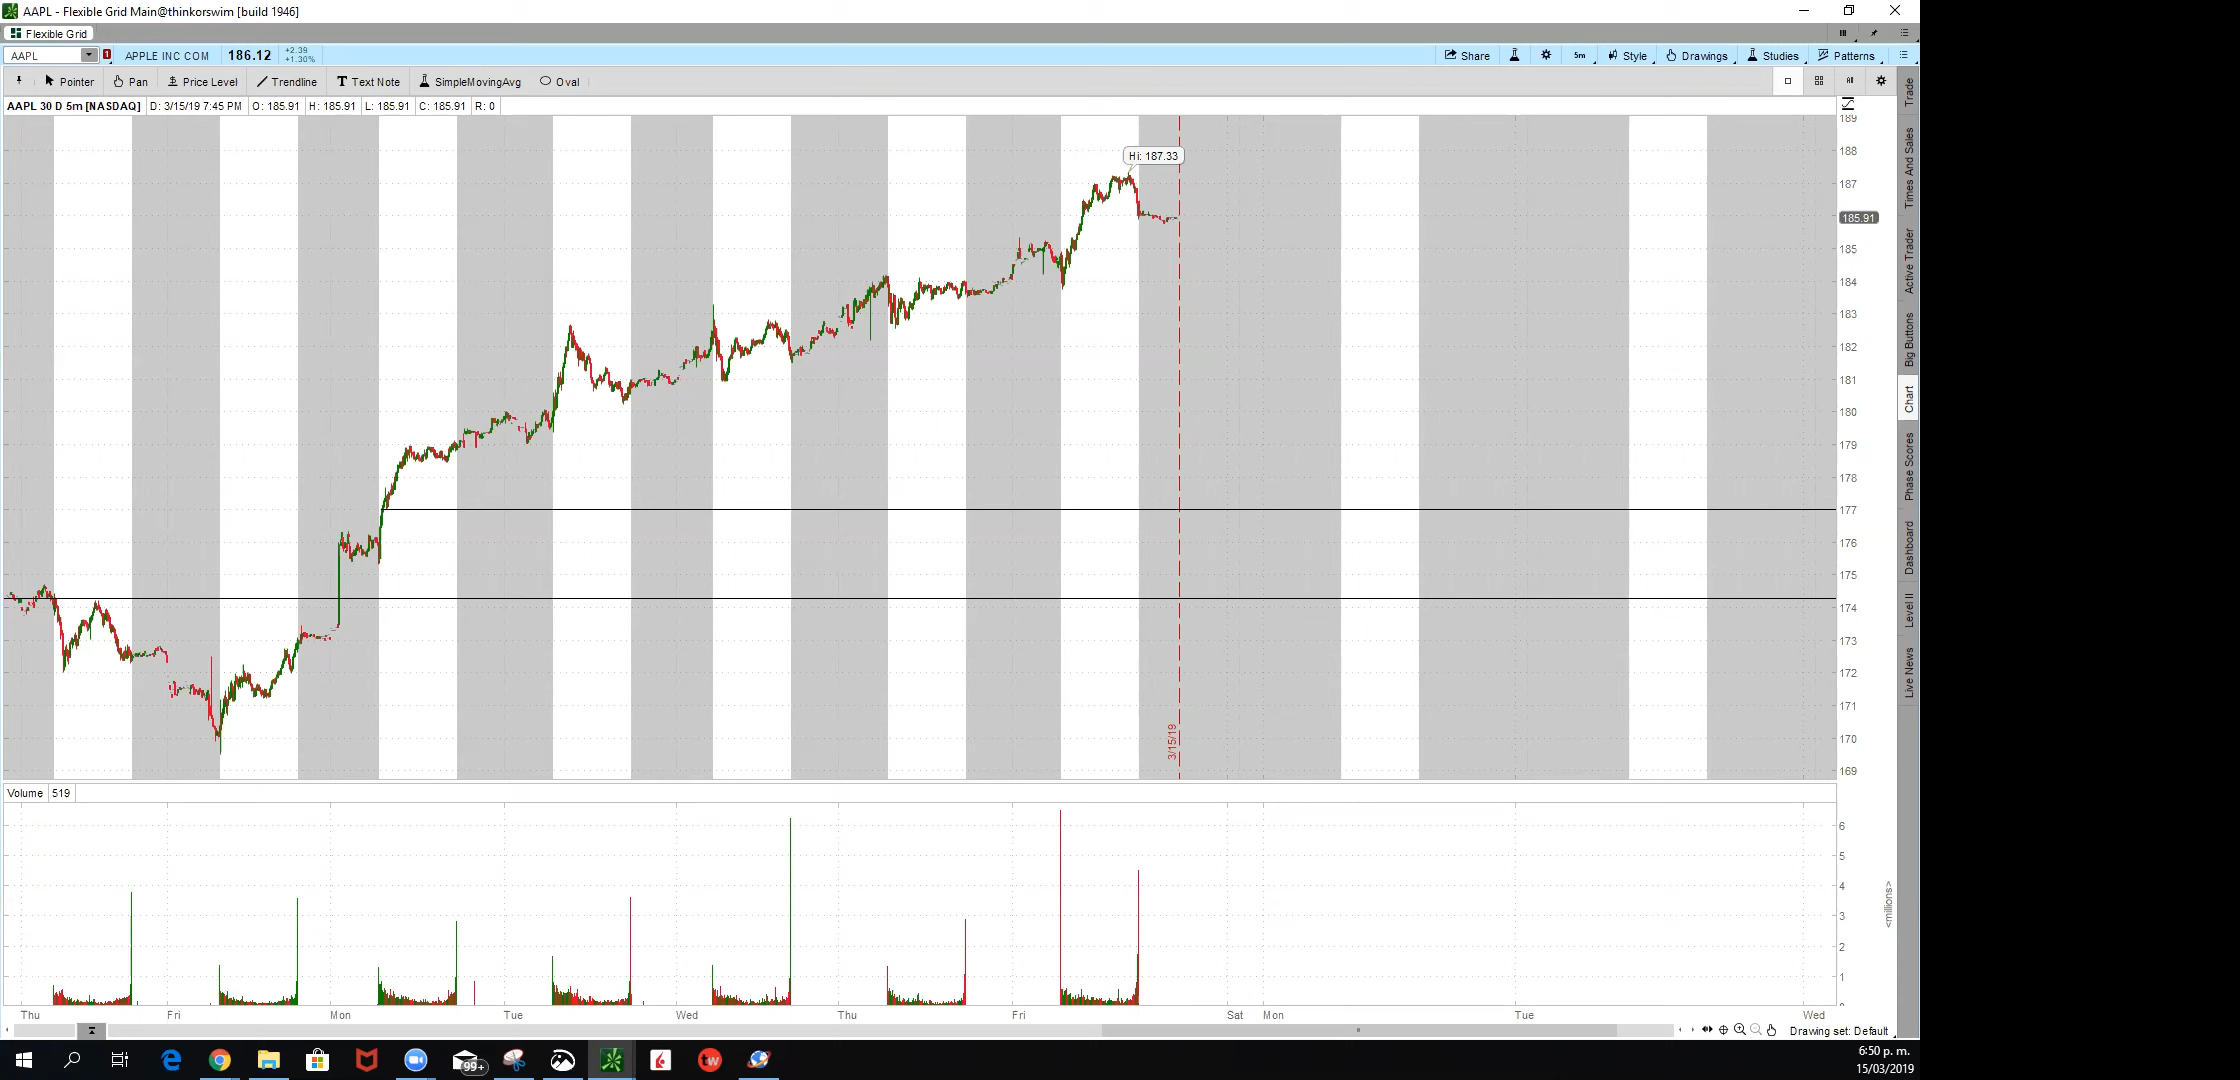 AAPL - Flexible Grid Main@thinkorswim [build 1946]
Flexible Grid
AAPL 1 APPLE INC COM 186.12 +2.39 +1.30% Share 5m Style Drawings Studies Patterns
Pointer Pan Price Level Trendline Text Note SimpleMovingAvg Oval
AAPL 30 D 5m [NASDAQ] D: 3/15/19 7:45 PM O: 185.91 H: 185.91 L: 185.91 C: 185.91 R: 0
189
Hi: 187.33
188
187
185.91
185
184
183
182
181
180
179
178
177
176
175
174
173
172
171
170
169
3/15/19
Trade
Times And Sales
Active Trader
Big Buttons
Chart
Phase Scores
Dashboard
Level II
Live News
Volume 519
6
5
4
3
2
1
<millions>
Thu Fri Mon Tue Wed Thu Fri Sat Mon Tue Wed
Drawing set: Default
99+
tw
6:50 p. m.
15/03/2019